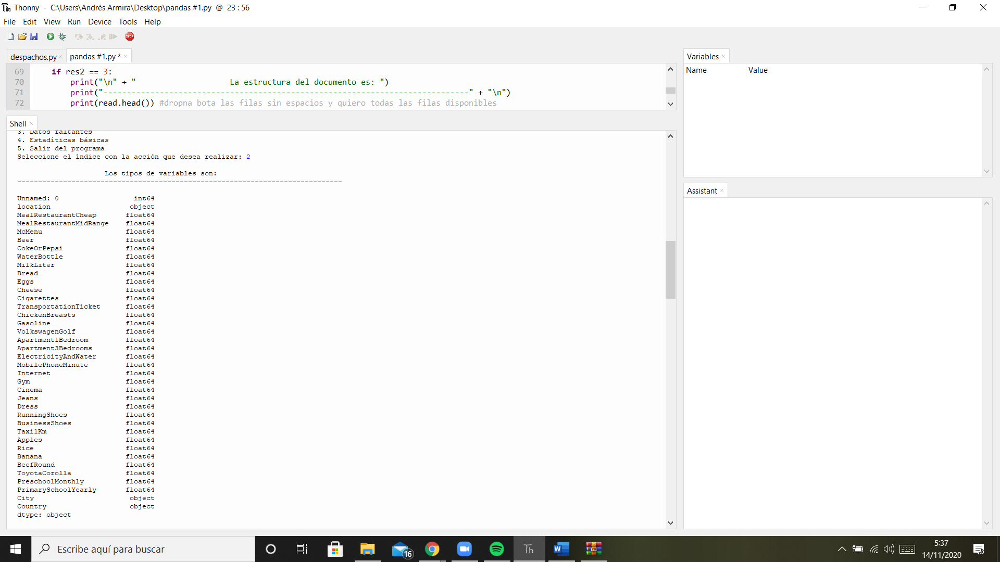 Thonny - C:\Users\Andrés Armira\Desktop\pandas #1.py @ 23 : 56
File Edit View Run Device Tools Help
STOP
despachos.py × pandas #1.py * ×
69 if res2 == 3:
70 print("\n" + " La estructura del documento es: ")
71 print("------------------------------------------------------------------------------" + "\n")
72 print(read.head()) #dropna bota las filas sin espacios y quiero todas las filas disponibles
Shell ×
3. Datos faltantes
4. Estadíticas básicas
5. Salir del programa
Seleccione el índice con la acción que desea realizar: 2
Los tipos de variables son:
------------------------------------------------------------------------------
Unnamed: 0 int64
location object
MealRestaurantCheap float64
MealRestaurantMidRange float64
McMenu float64
Beer float64
CokeOrPepsi float64
WaterBottle float64
MilkLiter float64
Bread float64
Eggs float64
Cheese float64
Cigarettes float64
TransportationTicket float64
ChickenBreasts float64
Gasoline float64
VolkswagenGolf float64
Apartment1Bedroom float64
Apartment3Bedrooms float64
ElectricityAndWater float64
MobilePhoneMinute float64
Internet float64
Gym float64
Cinema float64
Jeans float64
Dress float64
RunningShoes float64
BusinessShoes float64
Taxi1Km float64
Apples float64
Rice float64
Banana float64
BeefRound float64
ToyotaCorolla float64
PreschoolMonthly float64
PrimarySchoolYearly float64
City object
Country object
dtype: object
Variables ×
Name Value
Assistant ×
Escribe aquí para buscar
16
Th
W
5:37
14/11/2020